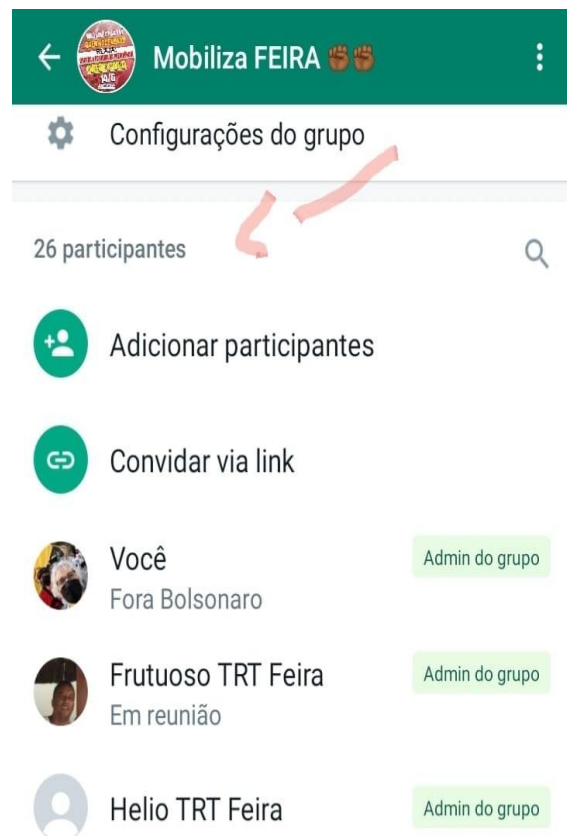 Mobiliza FEIRA ✊🏾✊🏾
Configurações do grupo
26 participantes
Adicionar participantes
Convidar via link
Você
Admin do grupo
Fora Bolsonaro
Frutuoso TRT Feira
Admin do grupo
Em reunião
Helio TRT Feira
Admin do grupo